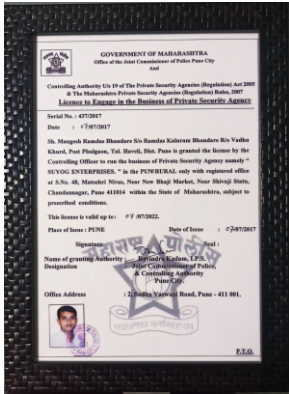 GOVERNMENT OF MAHARASHTRA
Office of the Joint Commissioner of Police Pune City
And
Controlling Authority U/s 19 of The Private Security Agencies (Regulation) Act 2005
& The Maharashtra Private Security Agencies (Regulation) Rules, 2007
Licence to Engage in the Business of Private Security Agency
Serial No. : 437/2017
Date : /07/2017
Sh. Mangesh Ramdas Bhandare S/o Ramdas Kaluram Bhandare R/o Vadhu
Khurd, Post Phulgaon, Tal. Haveli, Dist. Pune is granted the license by the
Controlling Officer to run the business of Private Security Agency namely "
SUYOG ENTERPRISES. " in the PUN/RURAL only with registered office
at S.No. 48, Matoshri Nivas, Near New Bhaji Market, Near Shivaji Statu,
Chandannagar, Pune 411014 within the State of Maharashtra, subject to
prescribed conditions.
This license is valid up to : /07/2022.
Place of Issue : PUNE Date of Issue : /07/2017
Signature Seal :
Name of granting Authority : Ravindra Kadam, I.P.S.
Designation Joint Commissioner of Police,
& Controlling Authority
Pune City.
Office Address : 2, Sadhu Vaswani Road, Pune - 411 001.
महाराष्ट्र पोलीस
P.T.O.